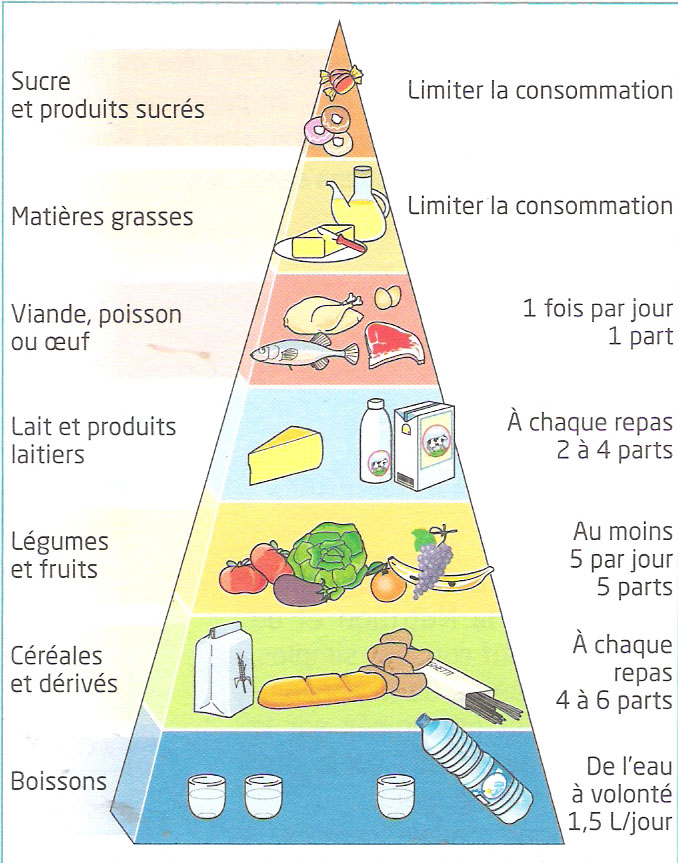 Sucre
et produits sucrés
Limiter la consommation
Matières grasses
Limiter la consommation
Viande, poisson
ou œuf
1 fois par jour
1 part
Lait et produits
laitiers
À chaque repas
2 à 4 parts
Légumes
et fruits
Au moins
5 par jour
5 parts
Céréales
et dérivés
À chaque
repas
4 à 6 parts
Boissons
De l'eau
à volonté
1,5 L/jour